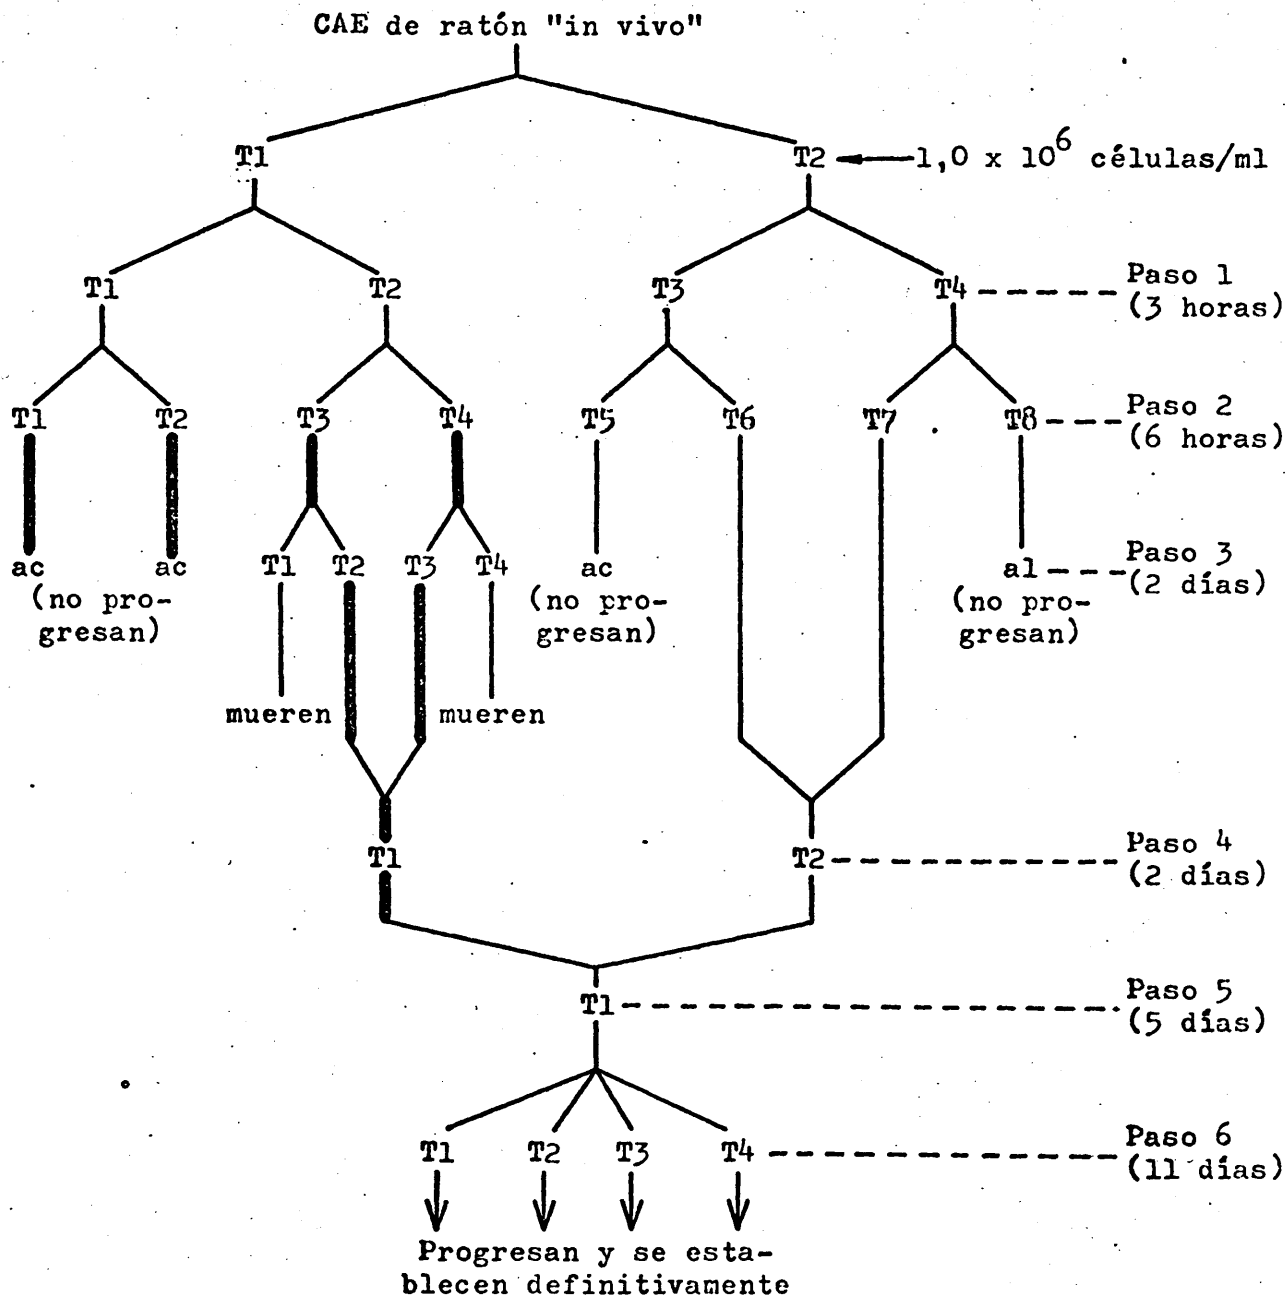 CAE de ratón "in vivo"
T1 T2 1,0 x 10⁶ células/ml
T1 T2 T3 T4 Paso 1
(3 horas)
T1 T2 T3 T4 T5 T6 T7 T8 Paso 2
(6 horas)
ac ac T1 T2 T3 T4 ac al Paso 3
(2 días)
(no pro-
gresan)
(no pro-
gresan)
(no pro-
gresan)
mueren mueren
T1 T2 Paso 4
(2 días)
T1 Paso 5
(5 días)
T1 T2 T3 T4 Paso 6
(11 días)
Progresan y se esta-
blecen definitivamente